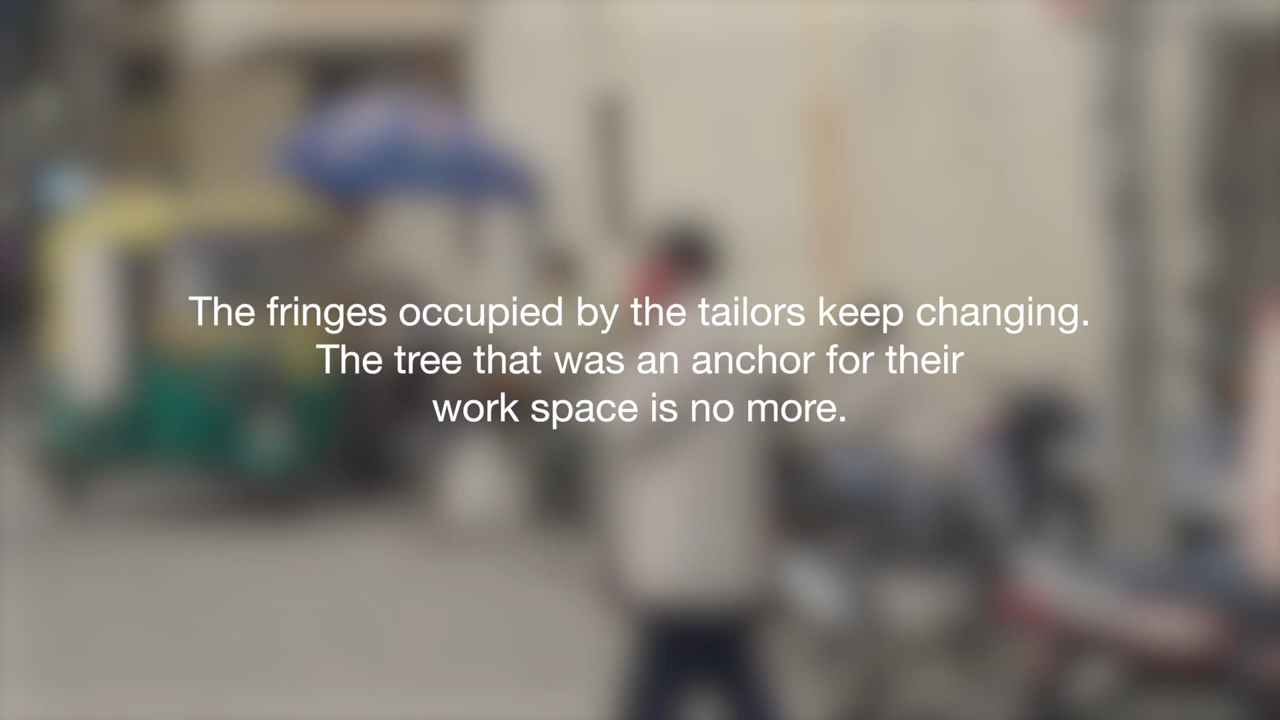 The fringes occupied by the tailors keep changing.
The tree that was an anchor for their
work space is no more.